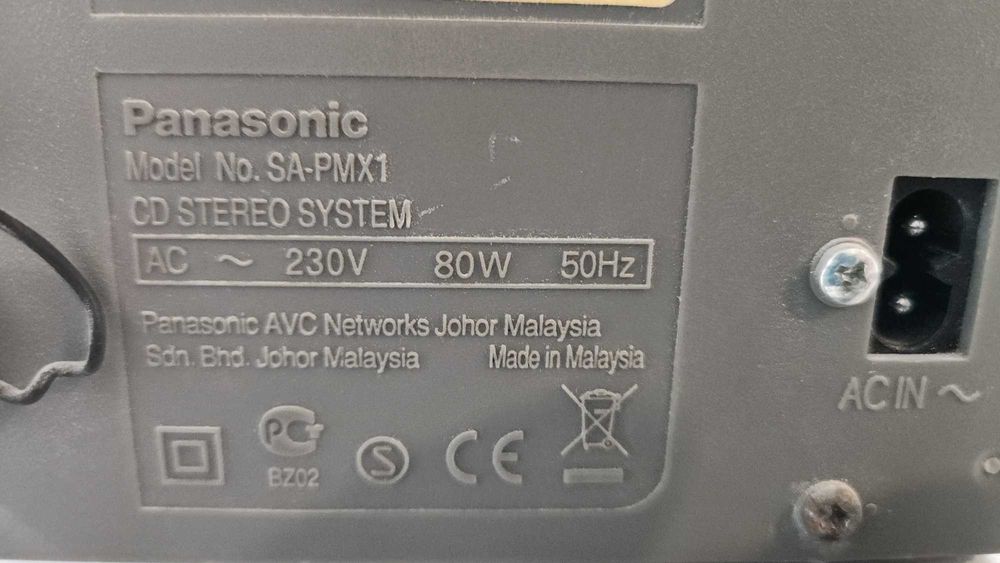 Panasonic
Model No. SA-PMX1
CD STEREO SYSTEM
AC ~ 230V 80W 50Hz
Panasonic AVC Networks Johor Malaysia
Sdn. Bhd. Johor Malaysia Made in Malaysia
PCT
BZ02
S
CE
AC IN ~